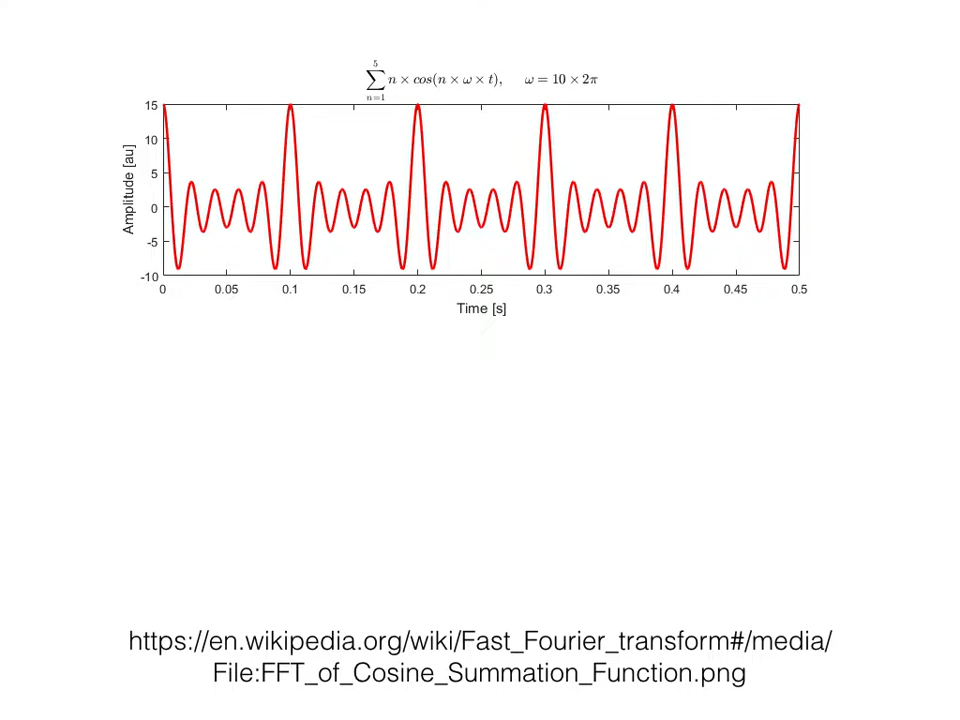 5
∑ n × cos(n × ω × t),    ω = 10 × 2π
n=1
15
10
5
0
-5
-10
Amplitude [au]
0 0.05 0.1 0.15 0.2 0.25 0.3 0.35 0.4 0.45 0.5
Time [s]
https://en.wikipedia.org/wiki/Fast_Fourier_transform#/media/
File:FFT_of_Cosine_Summation_Function.png